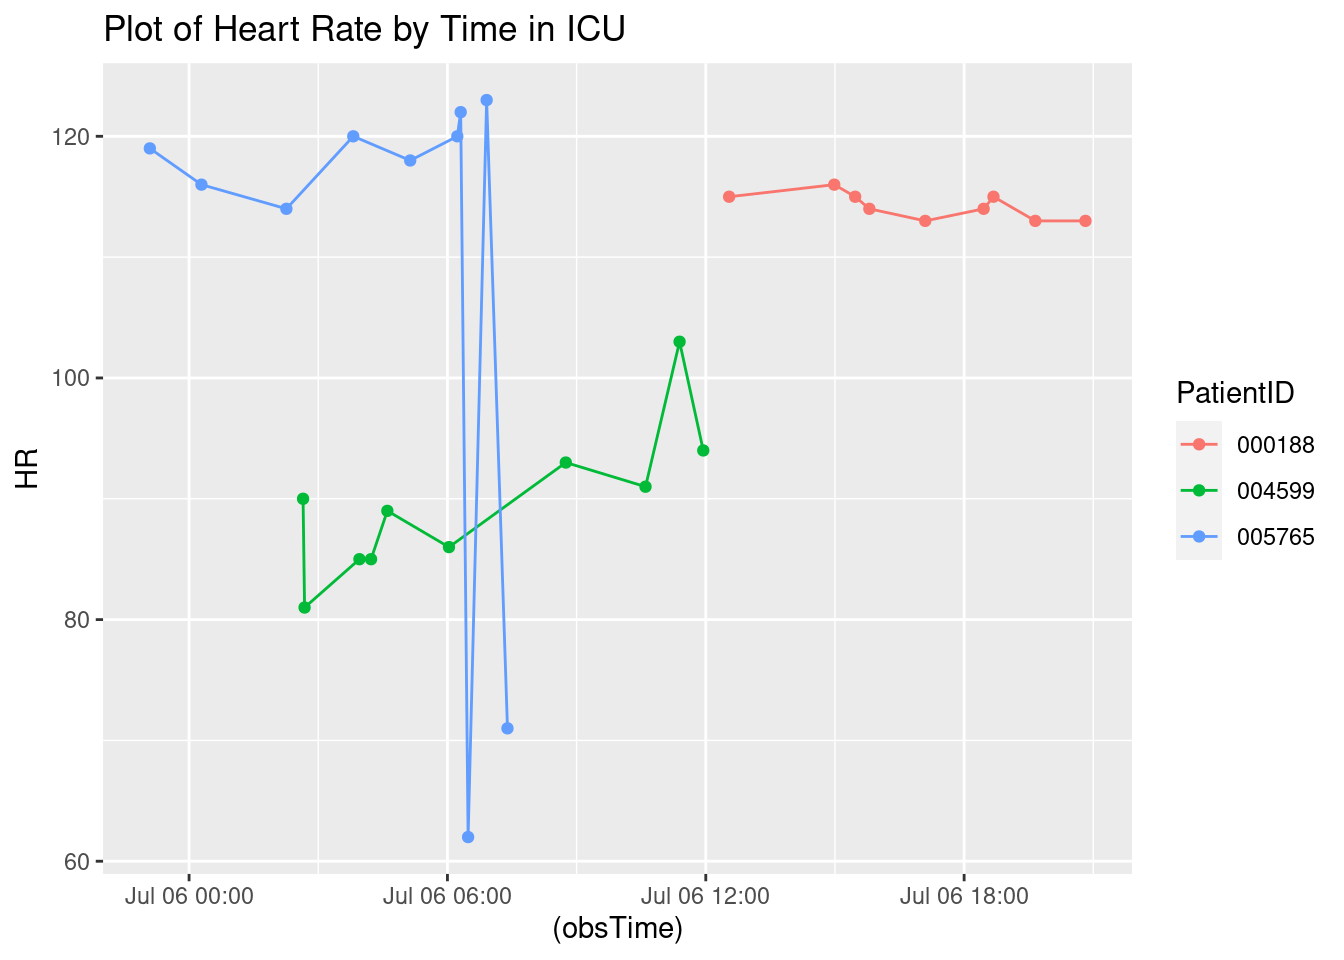 Plot of Heart Rate by Time in ICU
120
100
80
60
HR
Jul 06 00:00
Jul 06 06:00
Jul 06 12:00
Jul 06 18:00
(obsTime)
PatientID
000188
004599
005765